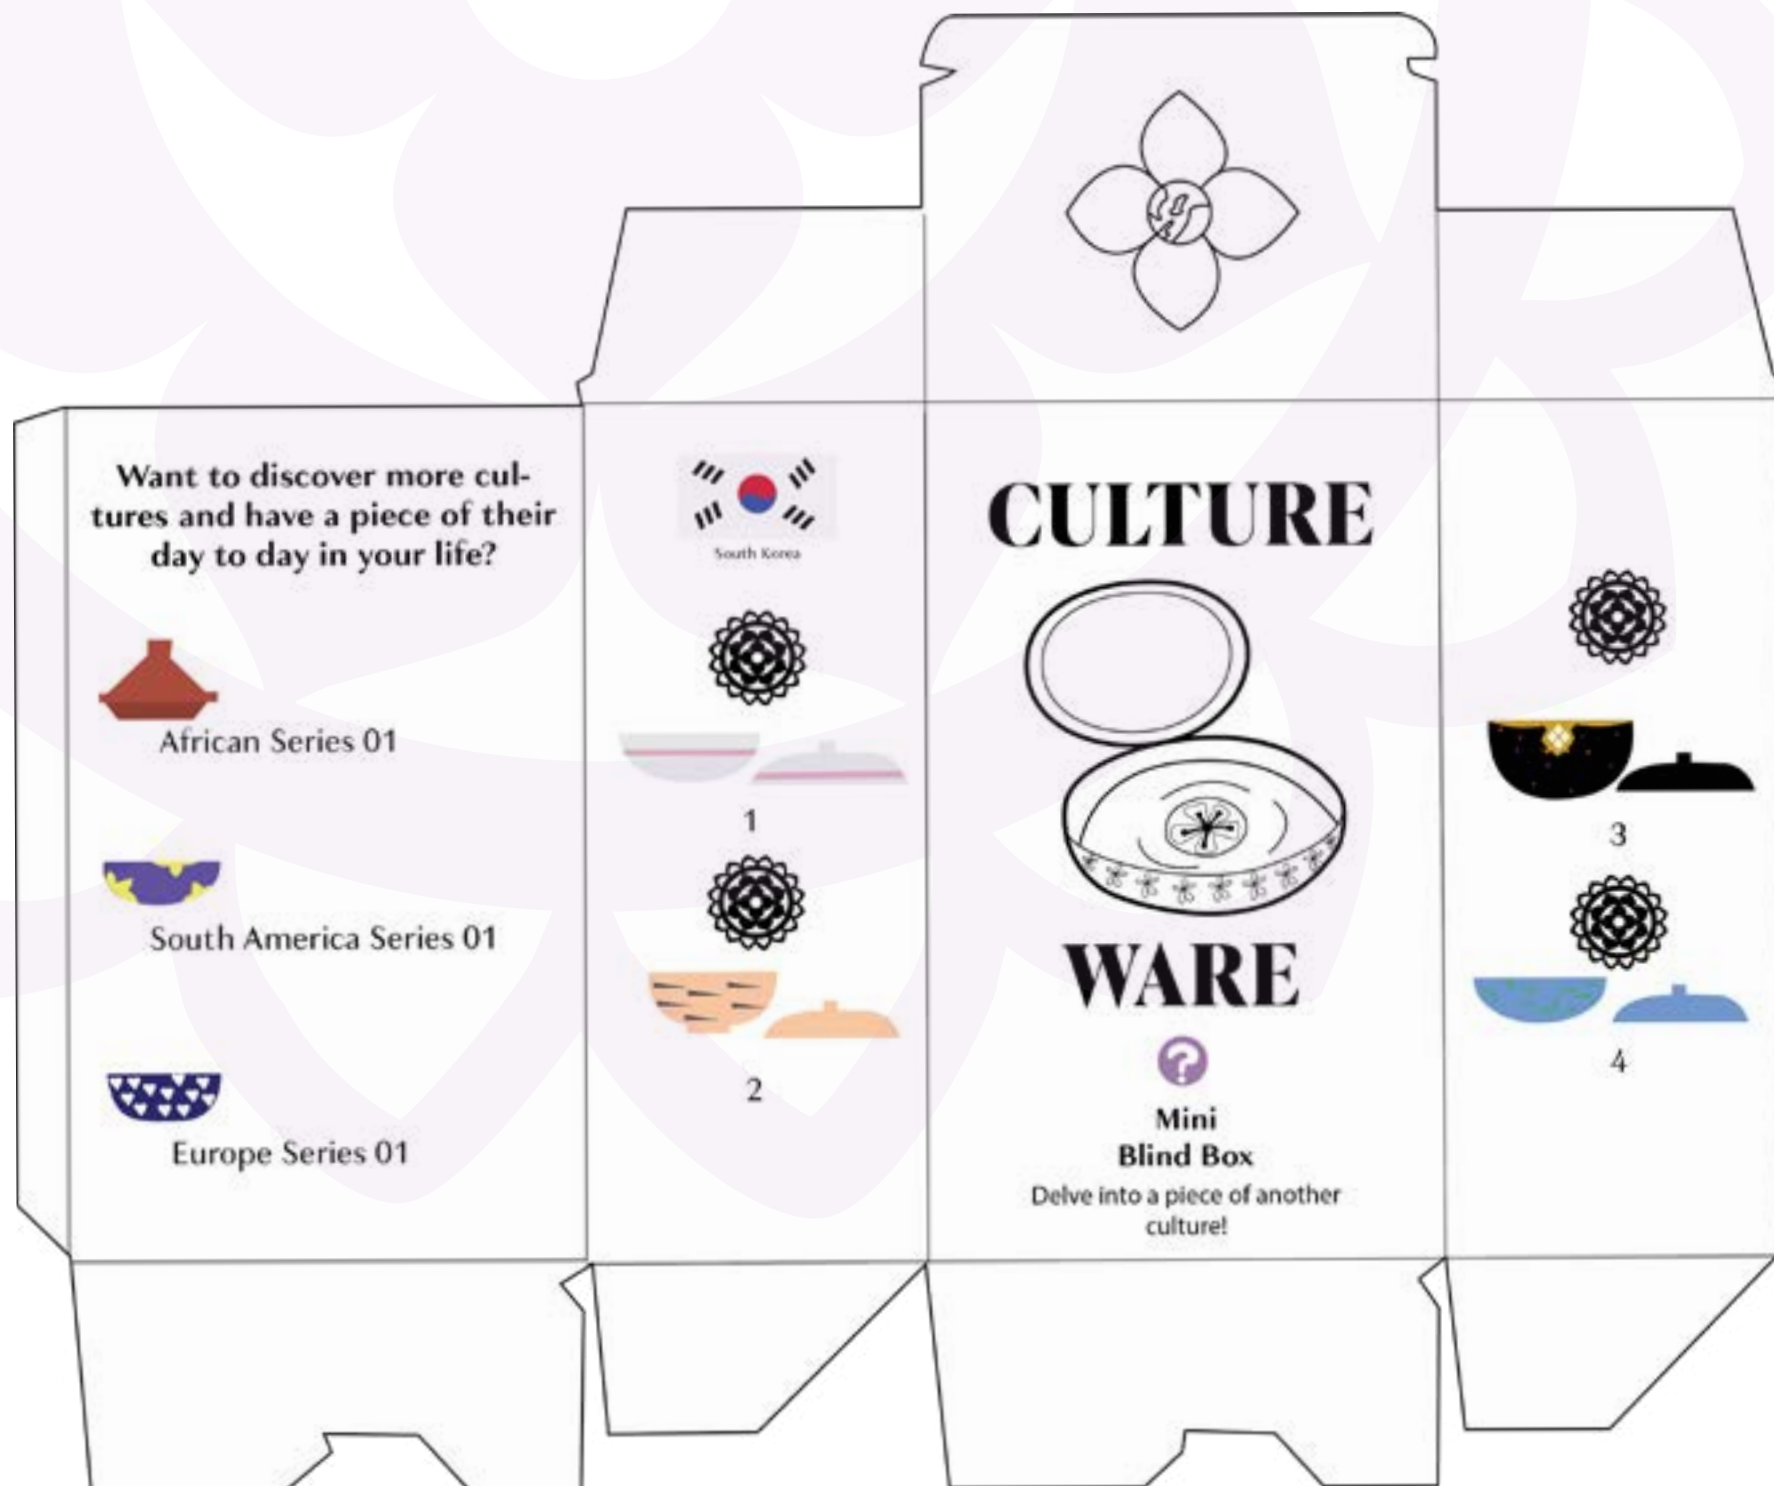 Want to discover more cul-
tures and have a piece of their
day to day in your life?
African Series 01
South America Series 01
Europe Series 01
South Korea
1
2
CULTURE
WARE
?
Mini
Blind Box
Delve into a piece of another
culture!
3
4